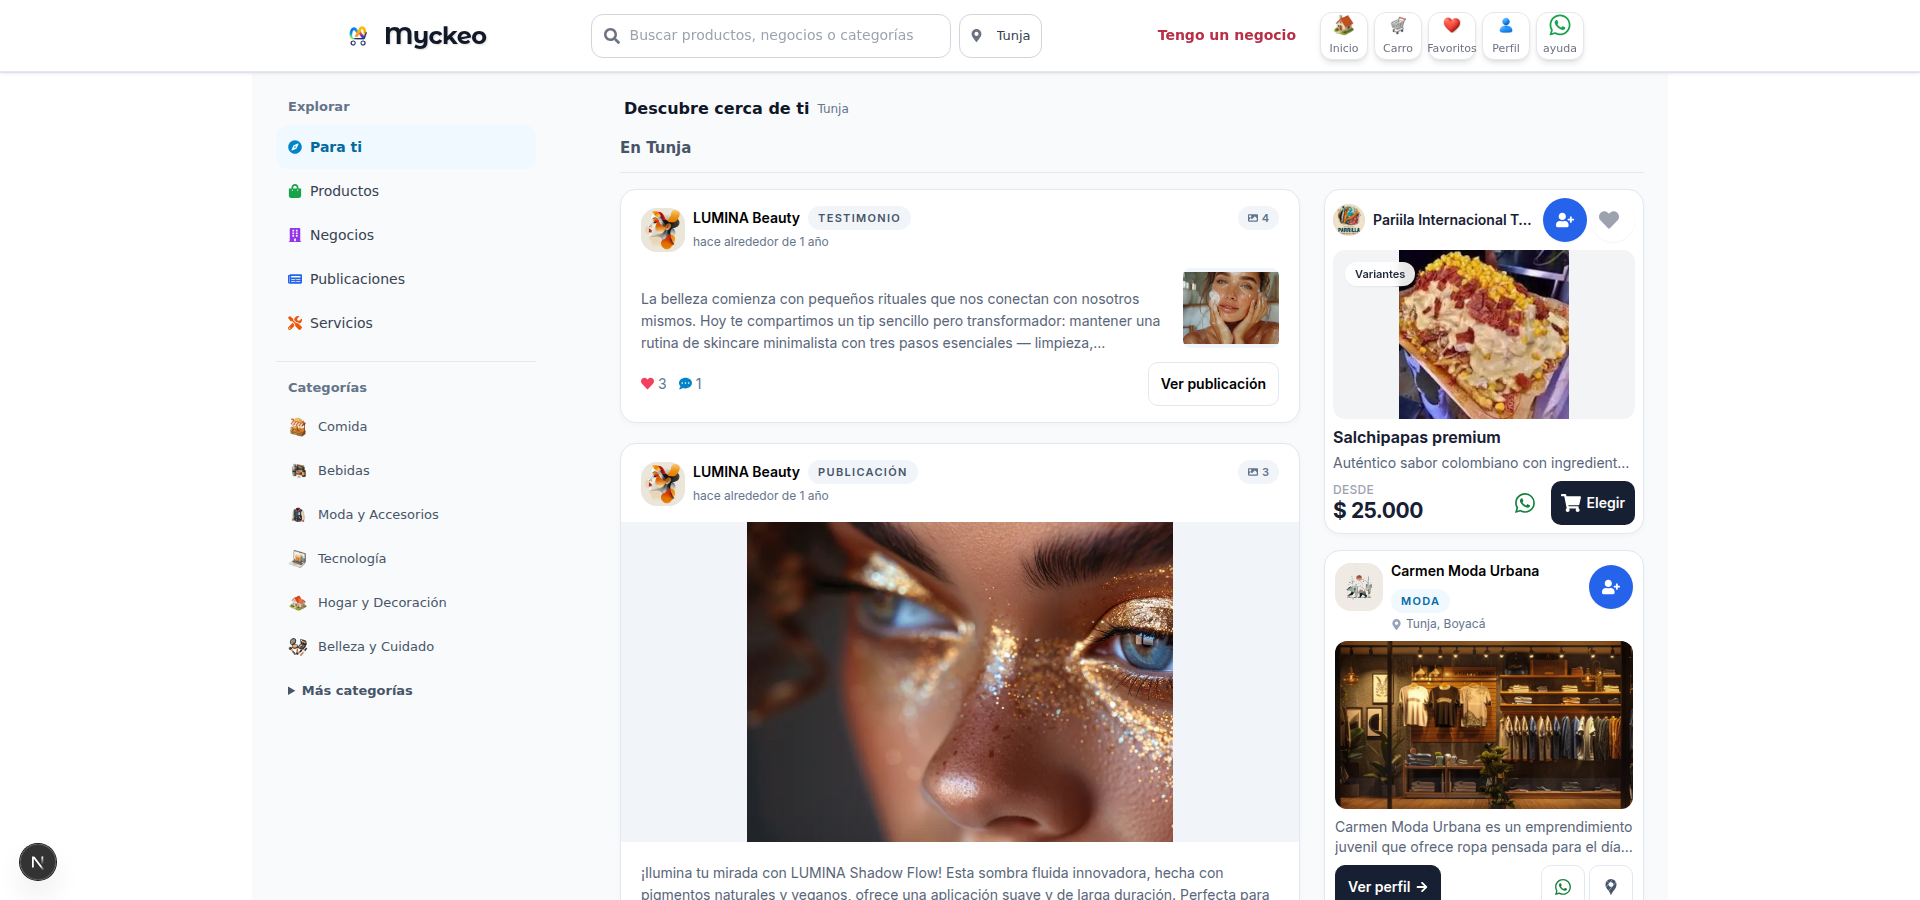 Myckeo
Buscar productos, negocios o categorías
Tunja
Tengo un negocio
Inicio
Carro
Favoritos
Perfil
ayuda
Explorar
Para ti
Productos
Negocios
Publicaciones
Servicios
Categorías
Comida
Bebidas
Moda y Accesorios
Tecnología
Hogar y Decoración
Belleza y Cuidado
Más categorías
Descubre cerca de ti Tunja
En Tunja
LUMINA Beauty TESTIMONIO 4
hace alrededor de 1 año
La belleza comienza con pequeños rituales que nos conectan con nosotros
mismos. Hoy te compartimos un tip sencillo pero transformador: mantener una
rutina de skincare minimalista con tres pasos esenciales — limpieza,...
3 1
Ver publicación
LUMINA Beauty PUBLICACIÓN 3
hace alrededor de 1 año
¡Ilumina tu mirada con LUMINA Shadow Flow! Esta sombra fluida innovadora, hecha con
pigmentos naturales y veganos, ofrece una aplicación suave y de larga duración. Perfecta para
PARRILLA
Pariila Internacional T...
Variantes
Salchipapas premium
Auténtico sabor colombiano con ingredient...
DESDE
$ 25.000
Elegir
Carmen Moda Urbana
MODA
Tunja, Boyacá
Carmen Moda Urbana es un emprendimiento
juvenil que ofrece ropa pensada para el día...
Ver perfil →
N